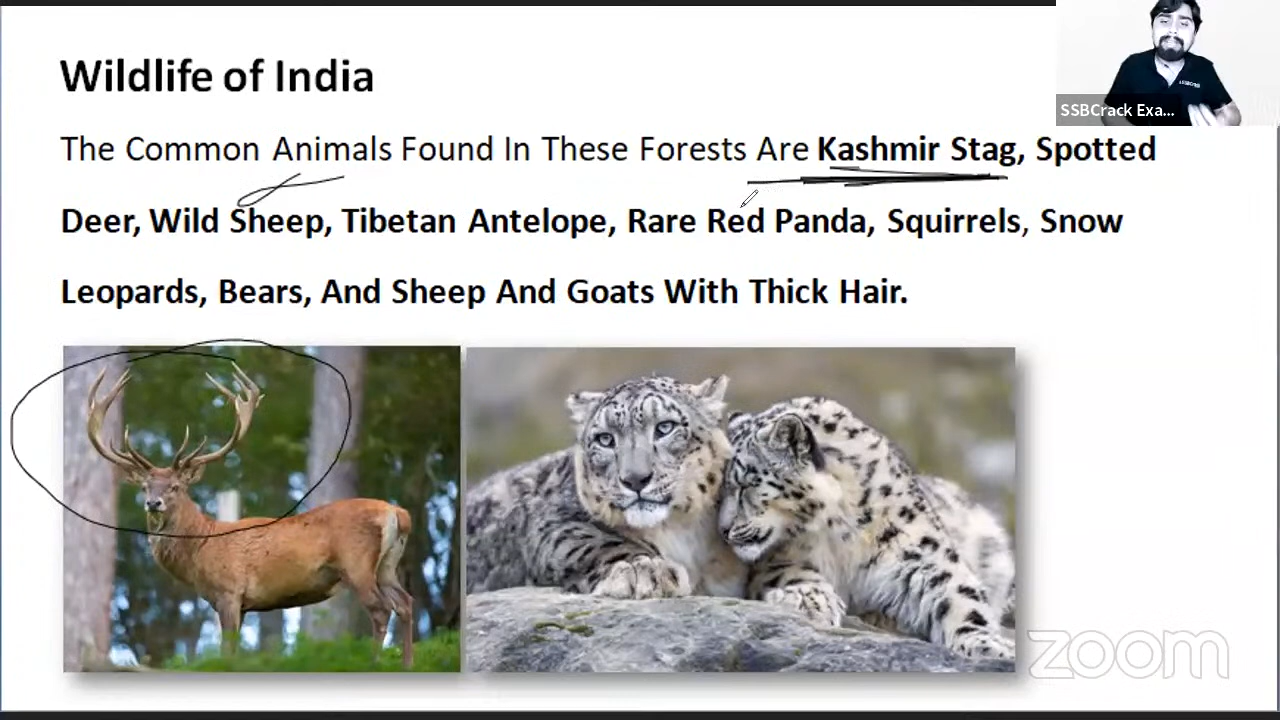 Wildlife of India
The Common Animals Found In These Forests Are Kashmir Stag, Spotted
Deer, Wild Sheep, Tibetan Antelope, Rare Red Panda, Squirrels, Snow
Leopards, Bears, And Sheep And Goats With Thick Hair.
SSBCrack Exa...
zoom